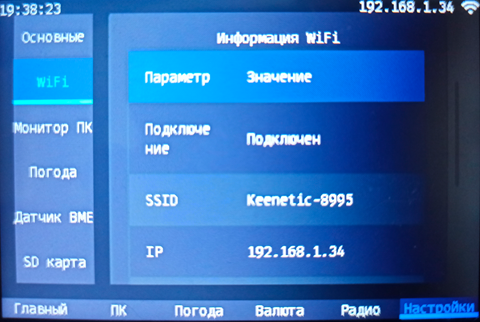 19:38:23 192.168.1.34
Основные
WiFi
Монитор ПК
Погода
Датчик BME
SD карта
Информация WiFi
Параметр Значение
Подключе
ние Подключен
SSID Keenetic-8995
IP 192.168.1.34
Главный ПК Погода Валюта Радио Настройки